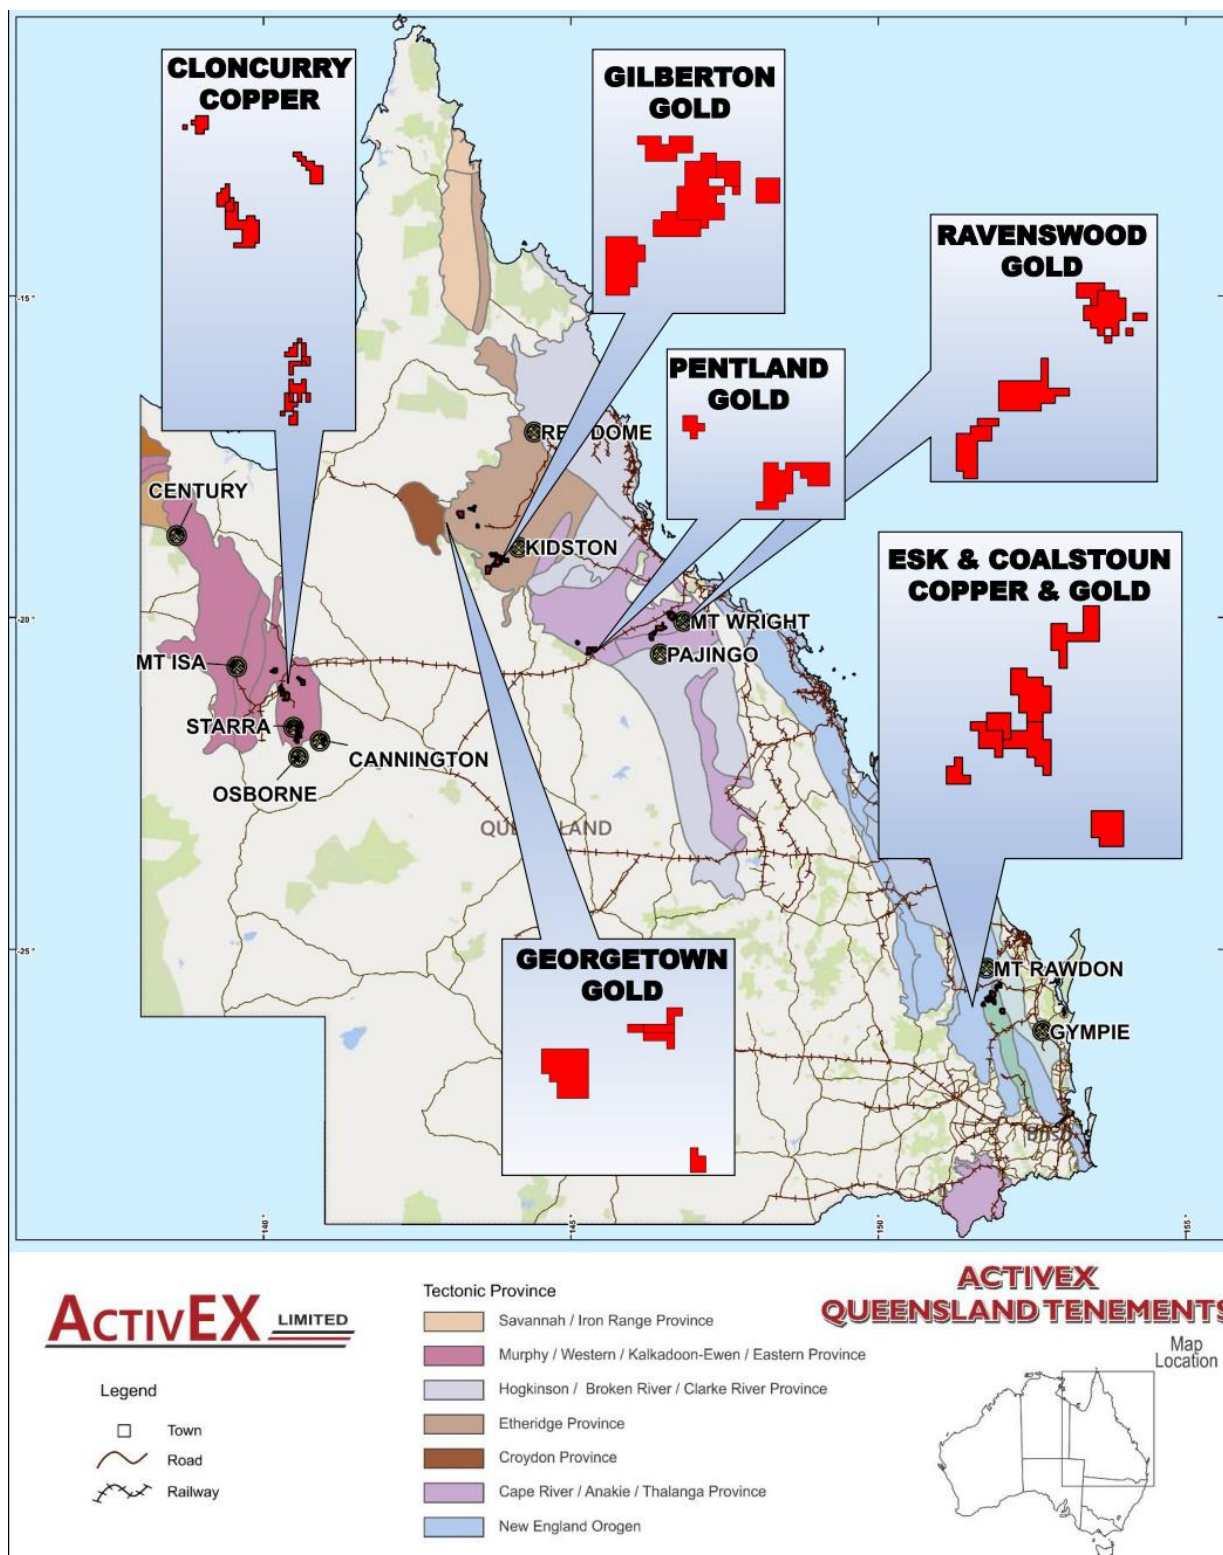 CLONCURRY
COPPER
GILBERTON
GOLD
RAVENSWOOD
GOLD
PENTLAND
GOLD
ESK & COALSTOUN
COPPER & GOLD
GEORGETOWN
GOLD
-15°
-20°
-25°
140°
145°
150°
155°
CENTURY
KIDSTON
MT WRIGHT
PAJINGO
MT ISA
STARRA
CANNINGTON
OSBORNE
MT RAWDON
GYMPIE
ACTIVEX LIMITED
Legend
Town
Road
Railway
Tectonic Province
Savannah / Iron Range Province
Murphy / Western / Kalkadoon-Ewen / Eastern Province
Hogkinson / Broken River / Clarke River Province
Etheridge Province
Croydon Province
Cape River / Anakie / Thalanga Province
New England Orogen
ACTIVEX
QUEENSLAND TENEMENTS
Map
Location